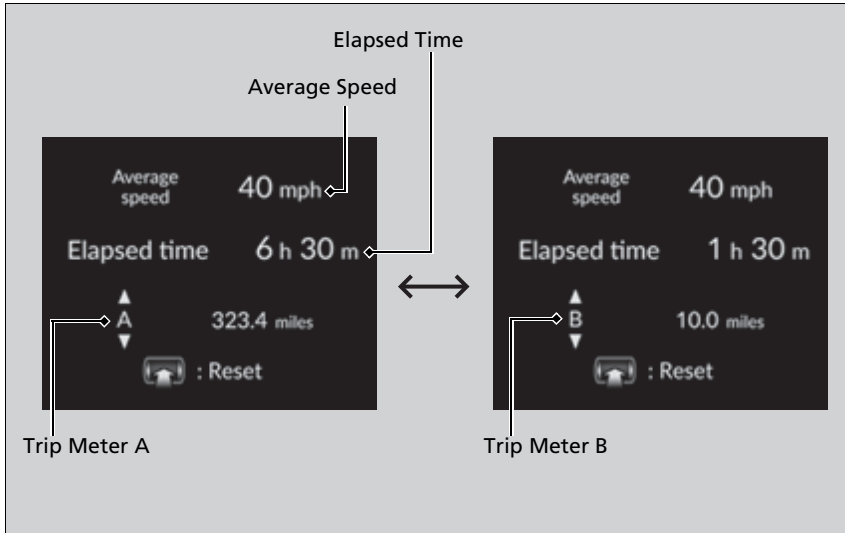 Elapsed Time
Average Speed
Average
speed
40 mph
Elapsed time 6 h 30 m
A 323.4 miles
: Reset
Trip Meter A
Average
speed
40 mph
Elapsed time 1 h 30 m
B 10.0 miles
: Reset
Trip Meter B